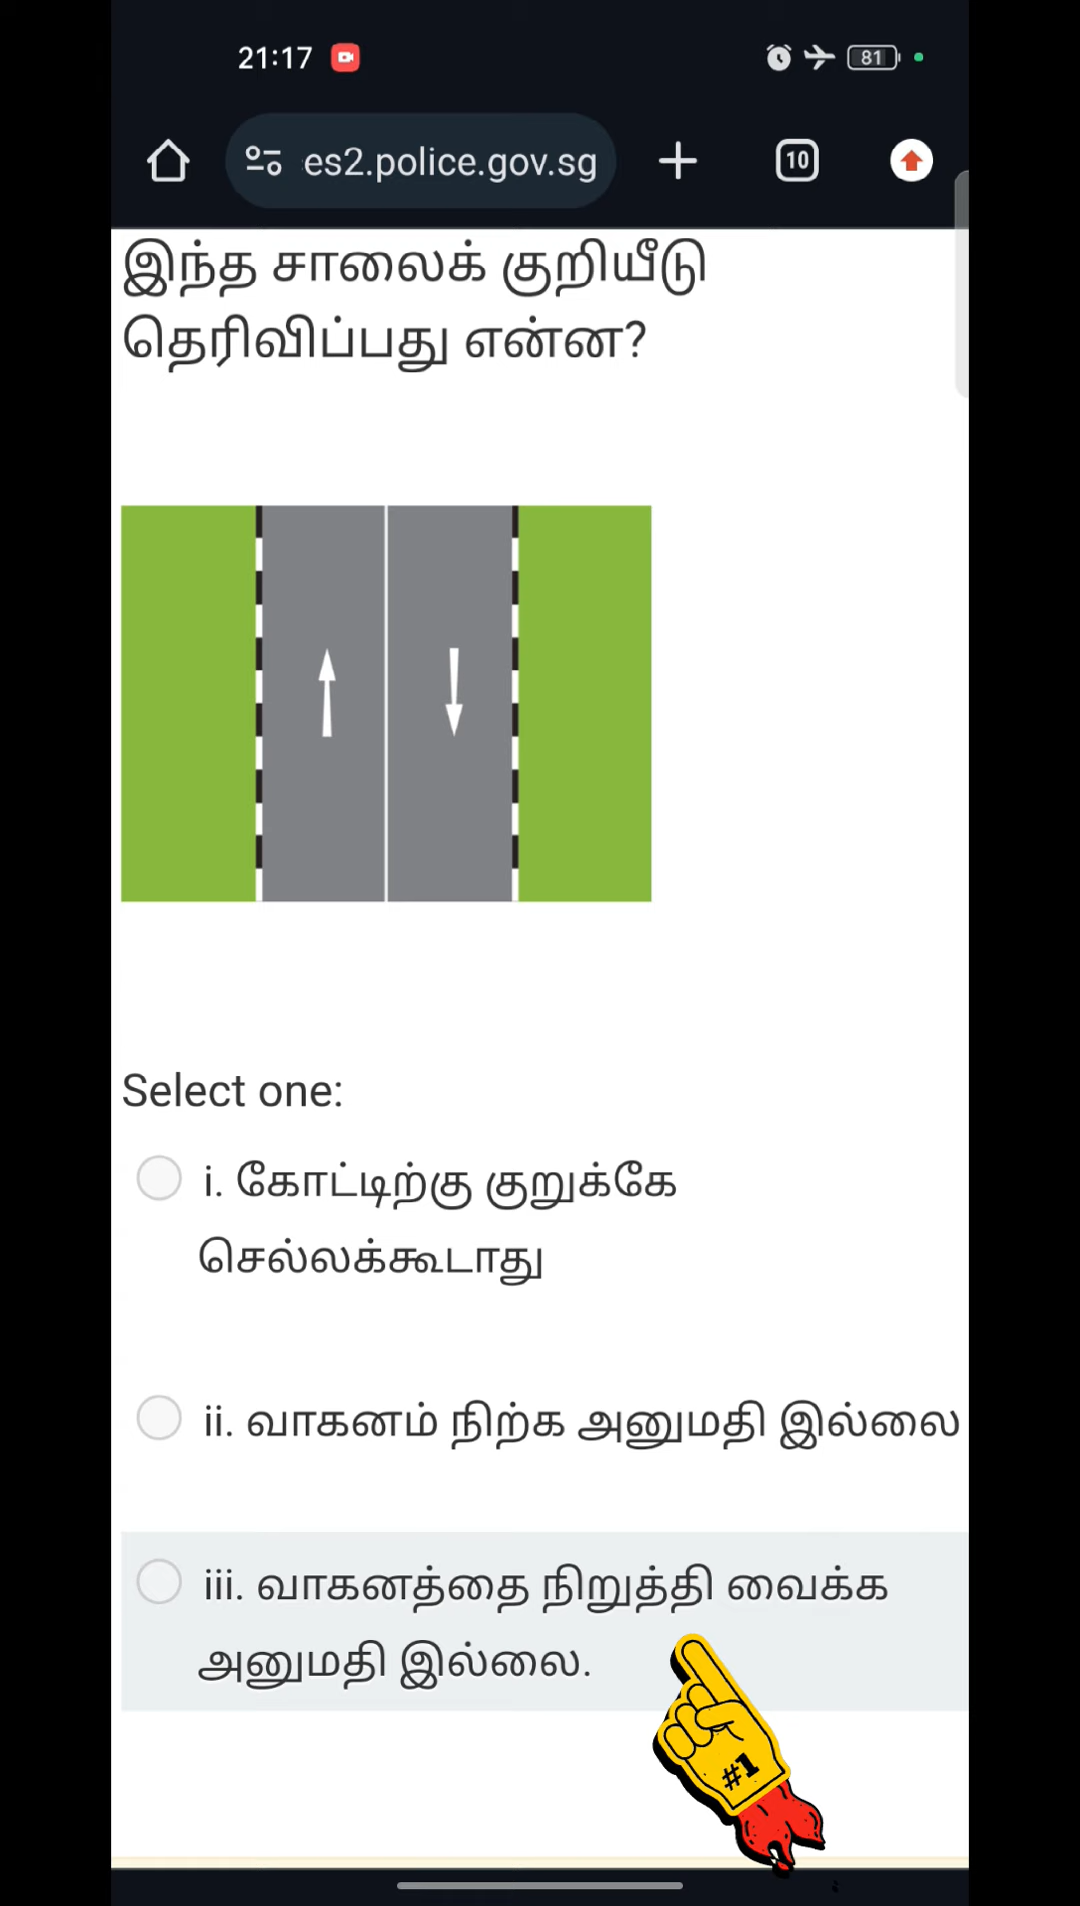 21:17
81
es2.police.gov.sg
10
இந்த சாலைக் குறியீடு
தெரிவிப்பது என்ன?
Select one:
i. கோட்டிற்கு குறுக்கே
செல்லக்கூடாது
ii. வாகனம் நிற்க அனுமதி இல்லை
iii. வாகனத்தை நிறுத்தி வைக்க
அனுமதி இல்லை.
#1